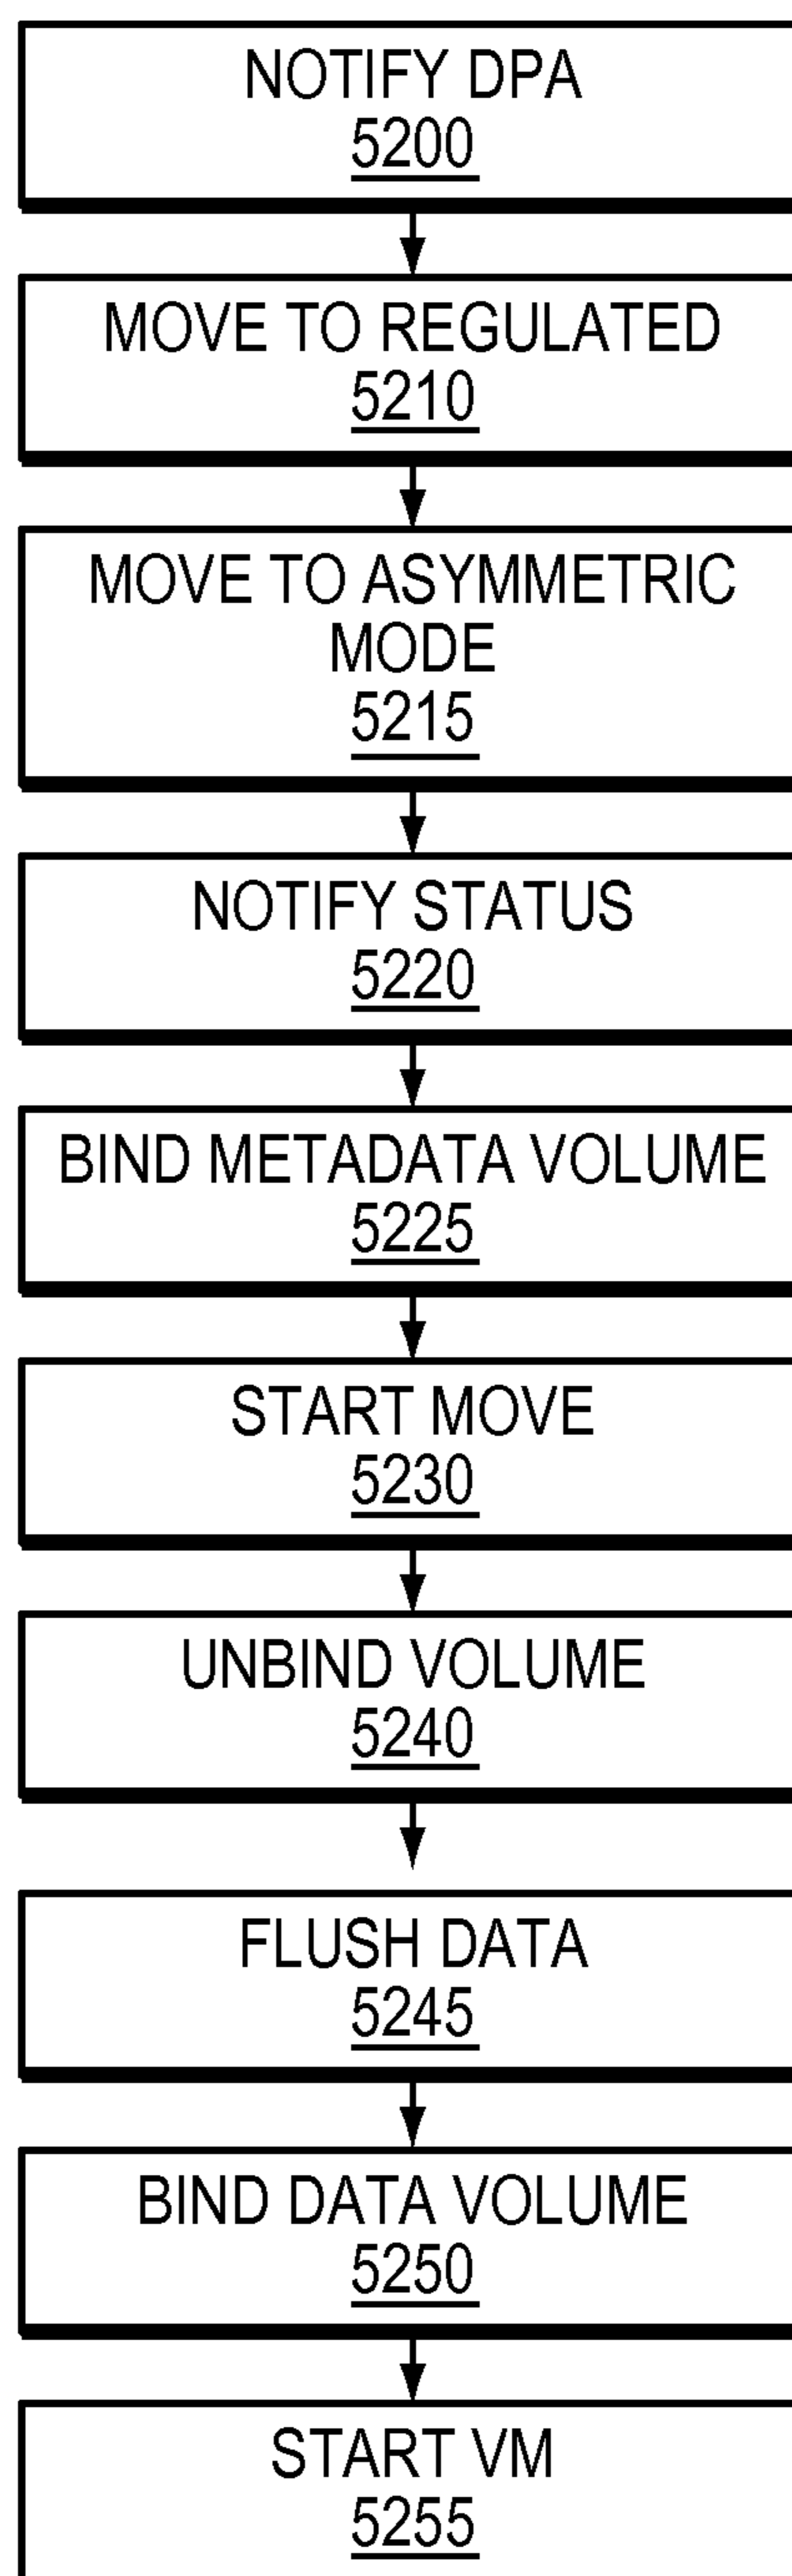 NOTIFY DPA
5200
MOVE TO REGULATED
5210
MOVE TO ASYMMETRIC
MODE
5215
NOTIFY STATUS
5220
BIND METADATA VOLUME
5225
START MOVE
5230
UNBIND VOLUME
5240
FLUSH DATA
5245
BIND DATA VOLUME
5250
START VM
5255